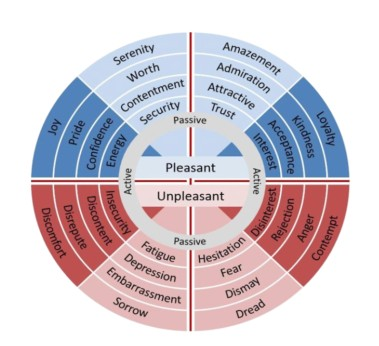 Serenity
Worth
Contentment
Security
Amazement
Admiration
Attractive
Trust
Joy
Pride
Confidence
Energy
Interest
Acceptance
Kindness
Loyalty
Passive
Active
Pleasant
Unpleasant
Active
Passive
Discomfort
Disrepute
Discontent
Insecurity
Disinterest
Rejection
Anger
Contempt
Fatigue
Depression
Embarrassment
Sorrow
Hesitation
Fear
Dismay
Dread